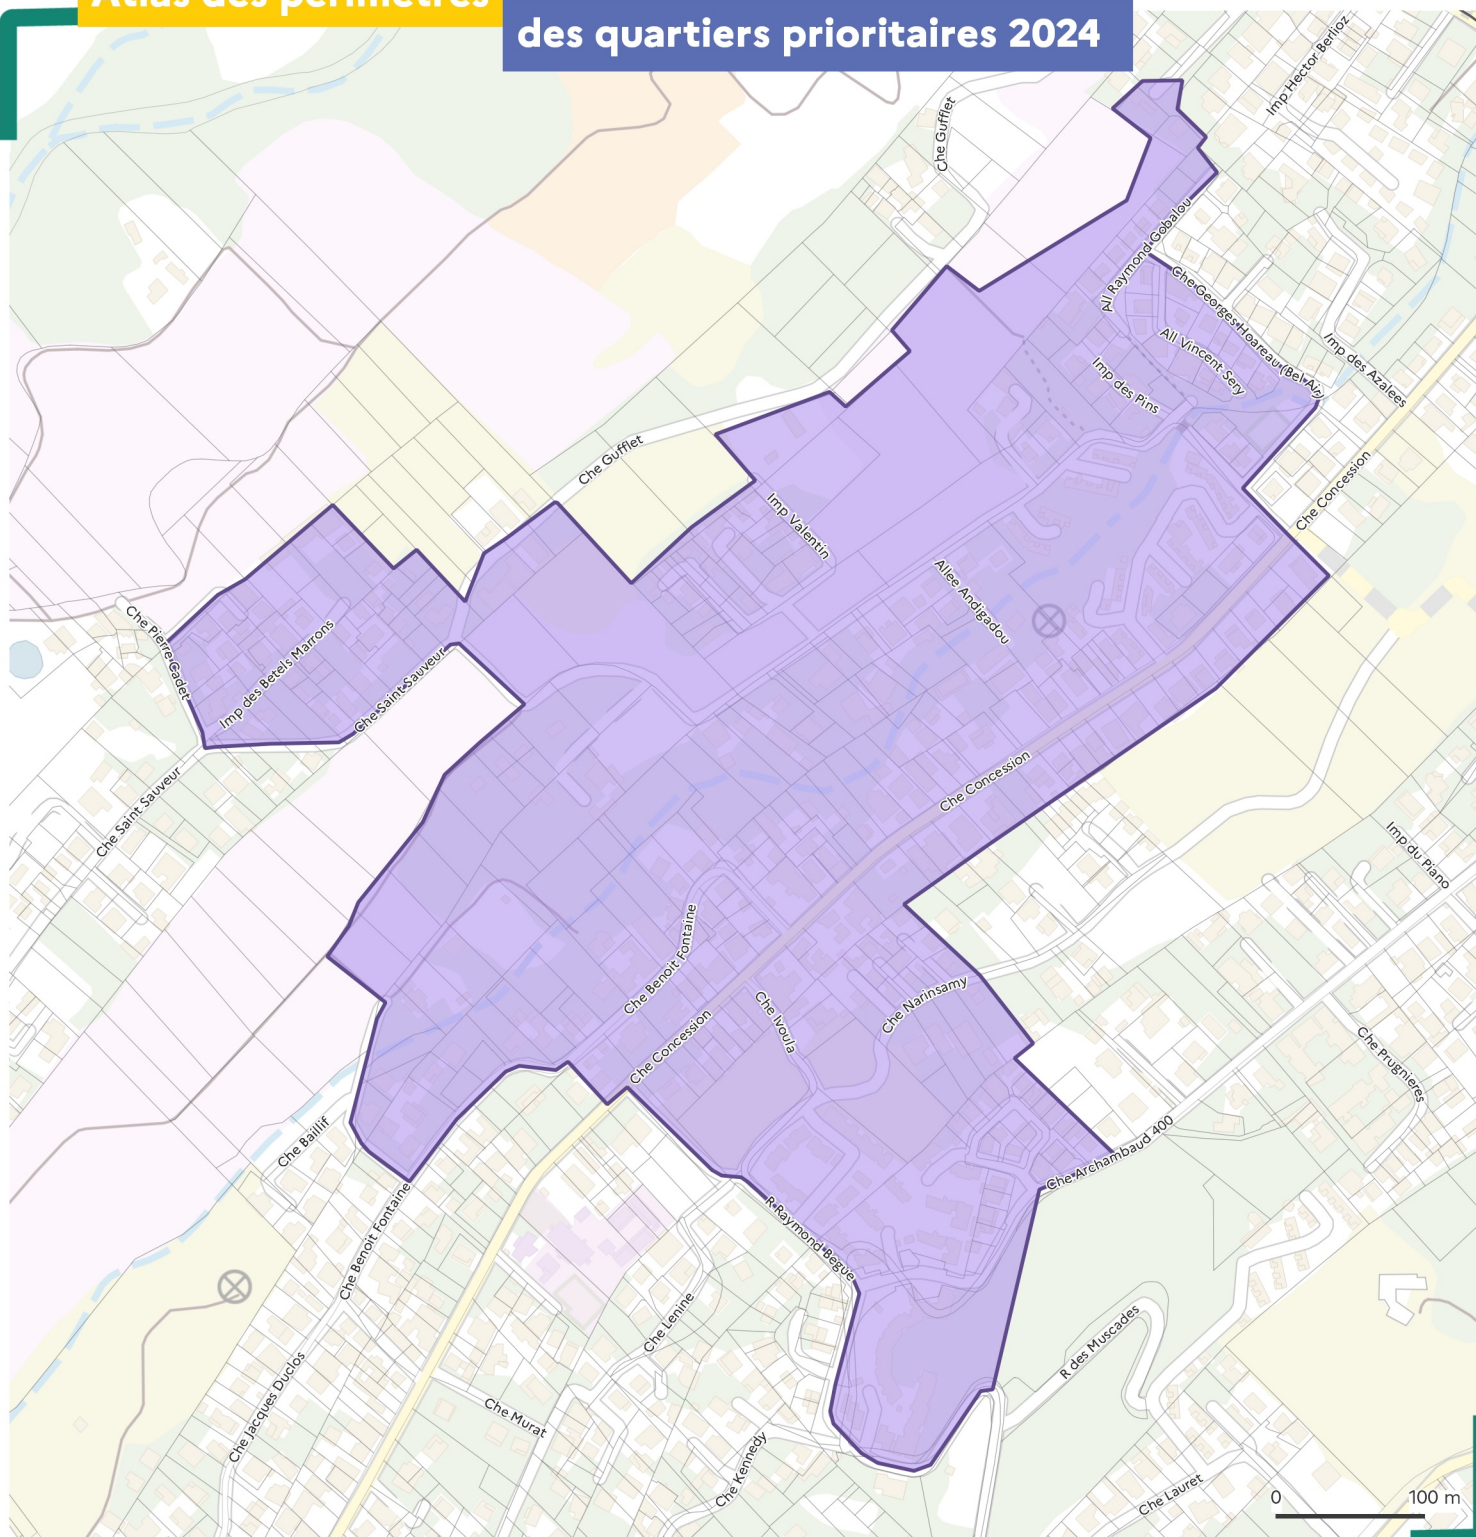 Atlas des périmètres
des quartiers prioritaires 2024
Imp Hector Berlioz
Che Gufflet
All Raymond Gobalou
Che Georges Hoareau (Bel Air)
All Vincent Sery
Imp des Azalees
Imp des Pins
Che Gufflet
Che Concession
Imp Valentin
Allee Andigadou
Che Pierre Cadet
Imp des Betels Marrons
Che Saint Sauveur
Che Saint Sauveur
Che Concession
Imp du Piano
Che Benoit Fontaine
Che Narinsamy
Che Ivoula
Che Concession
Che Prugnieres
Che Baillif
Che Archambaud 400
R Raymond Begue
Che Benoit Fontaine
Che Lenine
R des Muscades
Che Jacques Duclos
Che Murat
Che Kennedy
Che Lauret
0 100 m